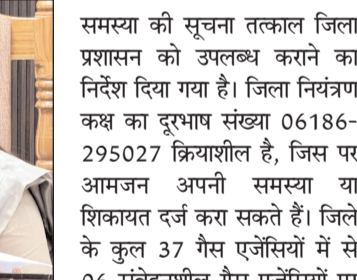 समस्या की सूचना तत्काल जिला
प्रशासन को उपलब्ध कराने का
निर्देश दिया गया है। जिला नियंत्रण
कक्ष का दूरभाष संख्या 06186-
295027 क्रियाशील है, जिस पर
आमजन अपनी समस्या या
शिकायत दर्ज करा सकते हैं। जिले
के कुल 37 गैस एजेंसियों में से